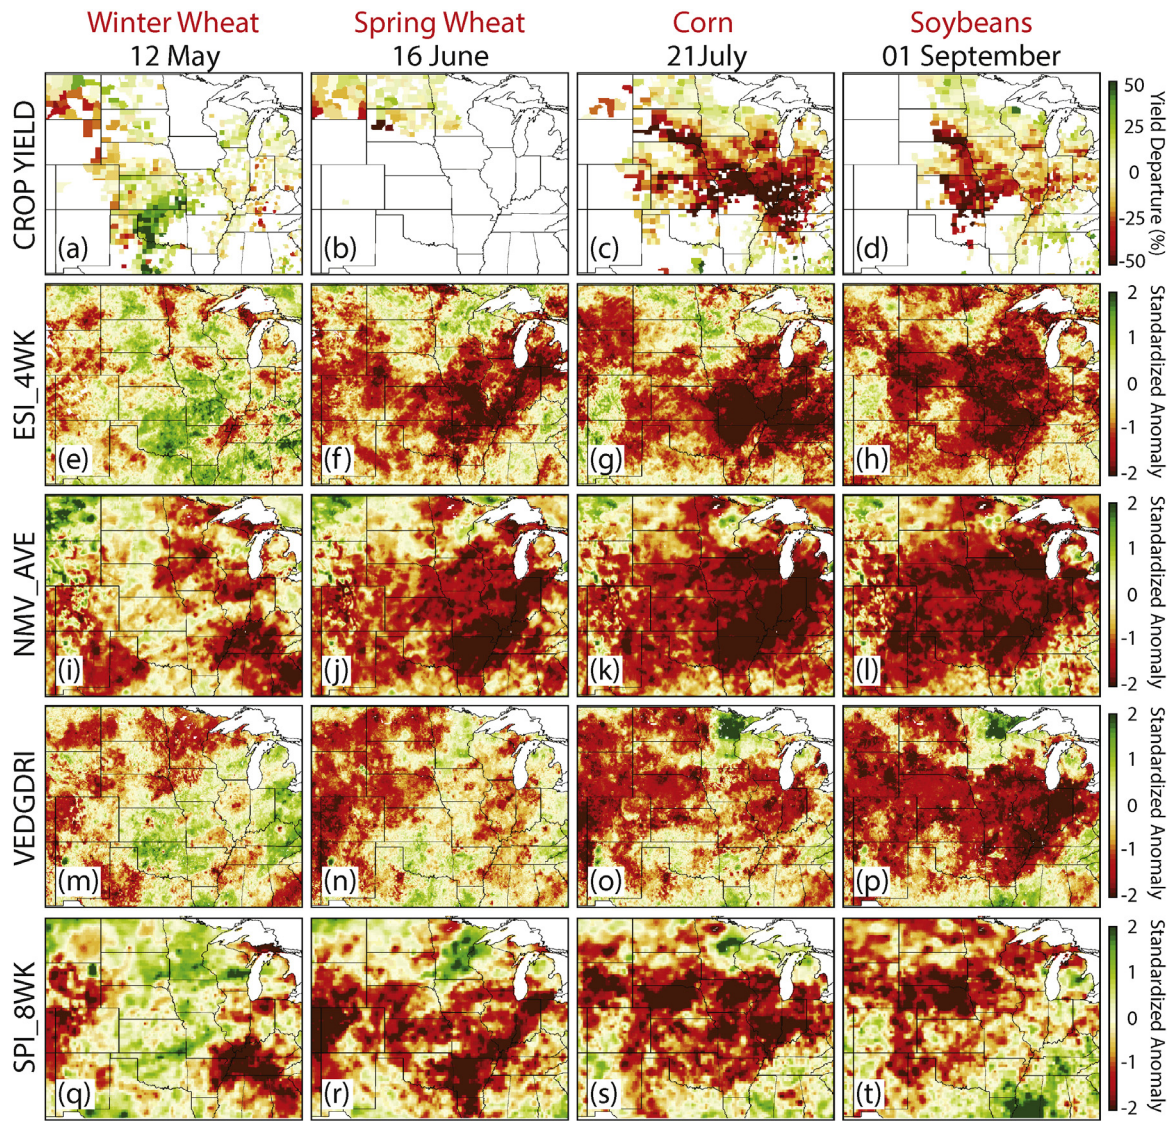 Winter Wheat Spring Wheat Corn Soybeans
12 May 16 June 21July 01 September
CROP YIELD
(a) (b) (c) (d)
50
25
0
-25
-50
Yield Departure (%)
ESI_4WK
(e) (f) (g) (h)
2
1
0
-1
-2
Standardized Anomaly
NMV_AVE
(i) (j) (k) (l)
2
1
0
-1
-2
Standardized Anomaly
VEDGDRI
(m) (n) (o) (p)
2
1
0
-1
-2
Standardized Anomaly
SPI_8WK
(q) (r) (s) (t)
2
1
0
-1
-2
Standardized Anomaly